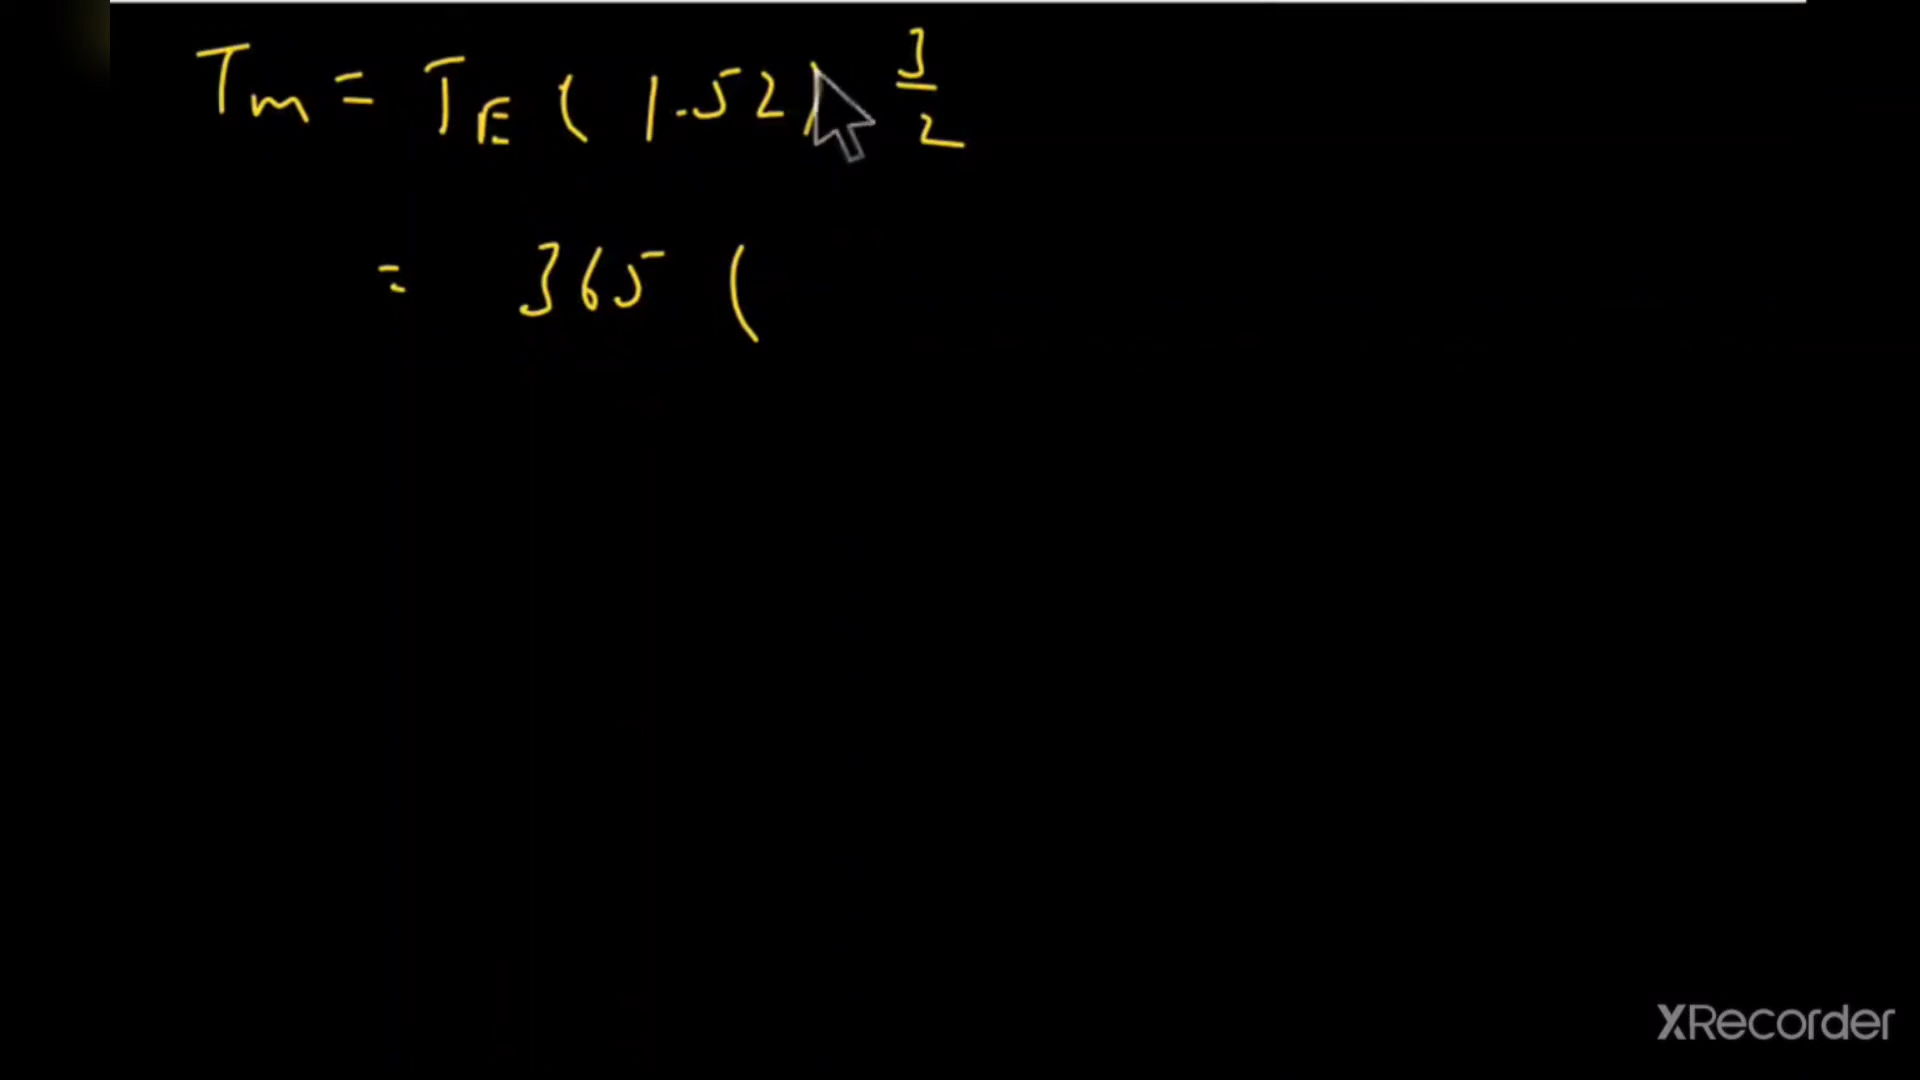 Tm = TE (1.52) 3/2
= 365 (
XRecorder